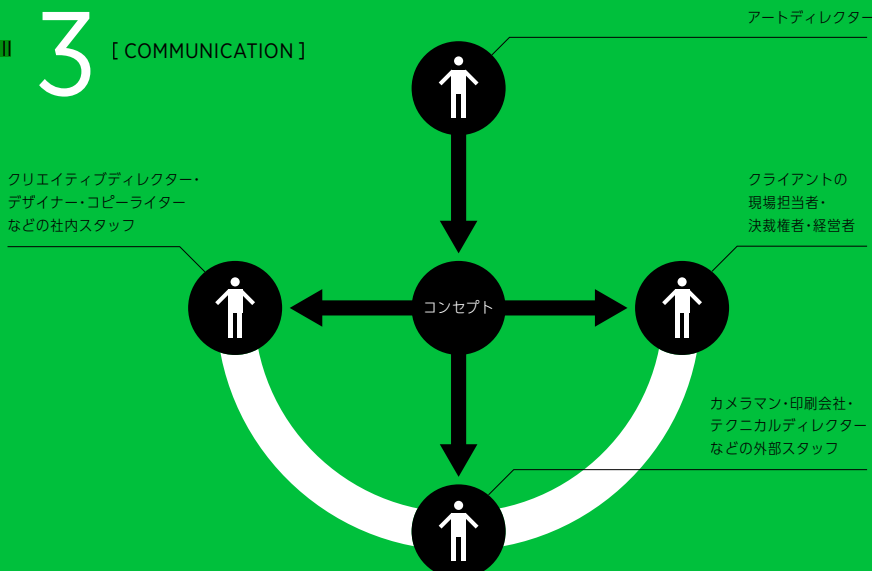 3
[ COMMUNICATION ]
アートディレクター
クリエイティブディレクター・
デザイナー・コピーライター
などの社内スタッフ
クライアントの
現場担当者・
決裁権者・経営者
コンセプト
カメラマン・印刷会社・
テクニカルディレクター
などの外部スタッフ